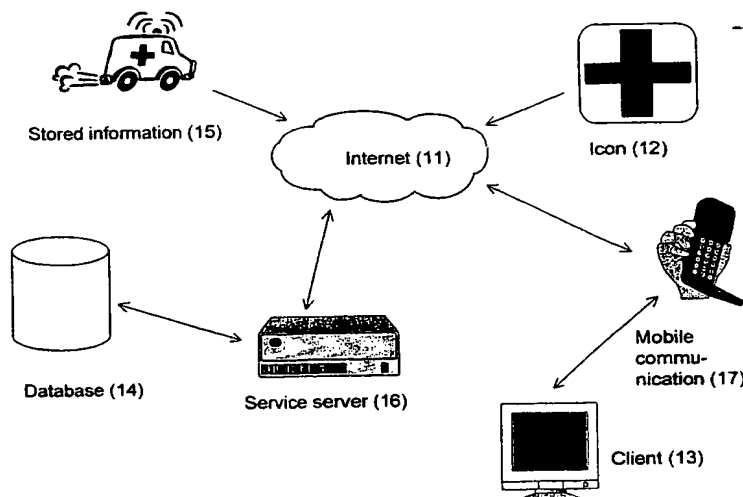 Stored information (15)
Internet (11)
Icon (12)
Database (14)
Service server (16)
Mobile
commu-
nication (17)
Client (13)